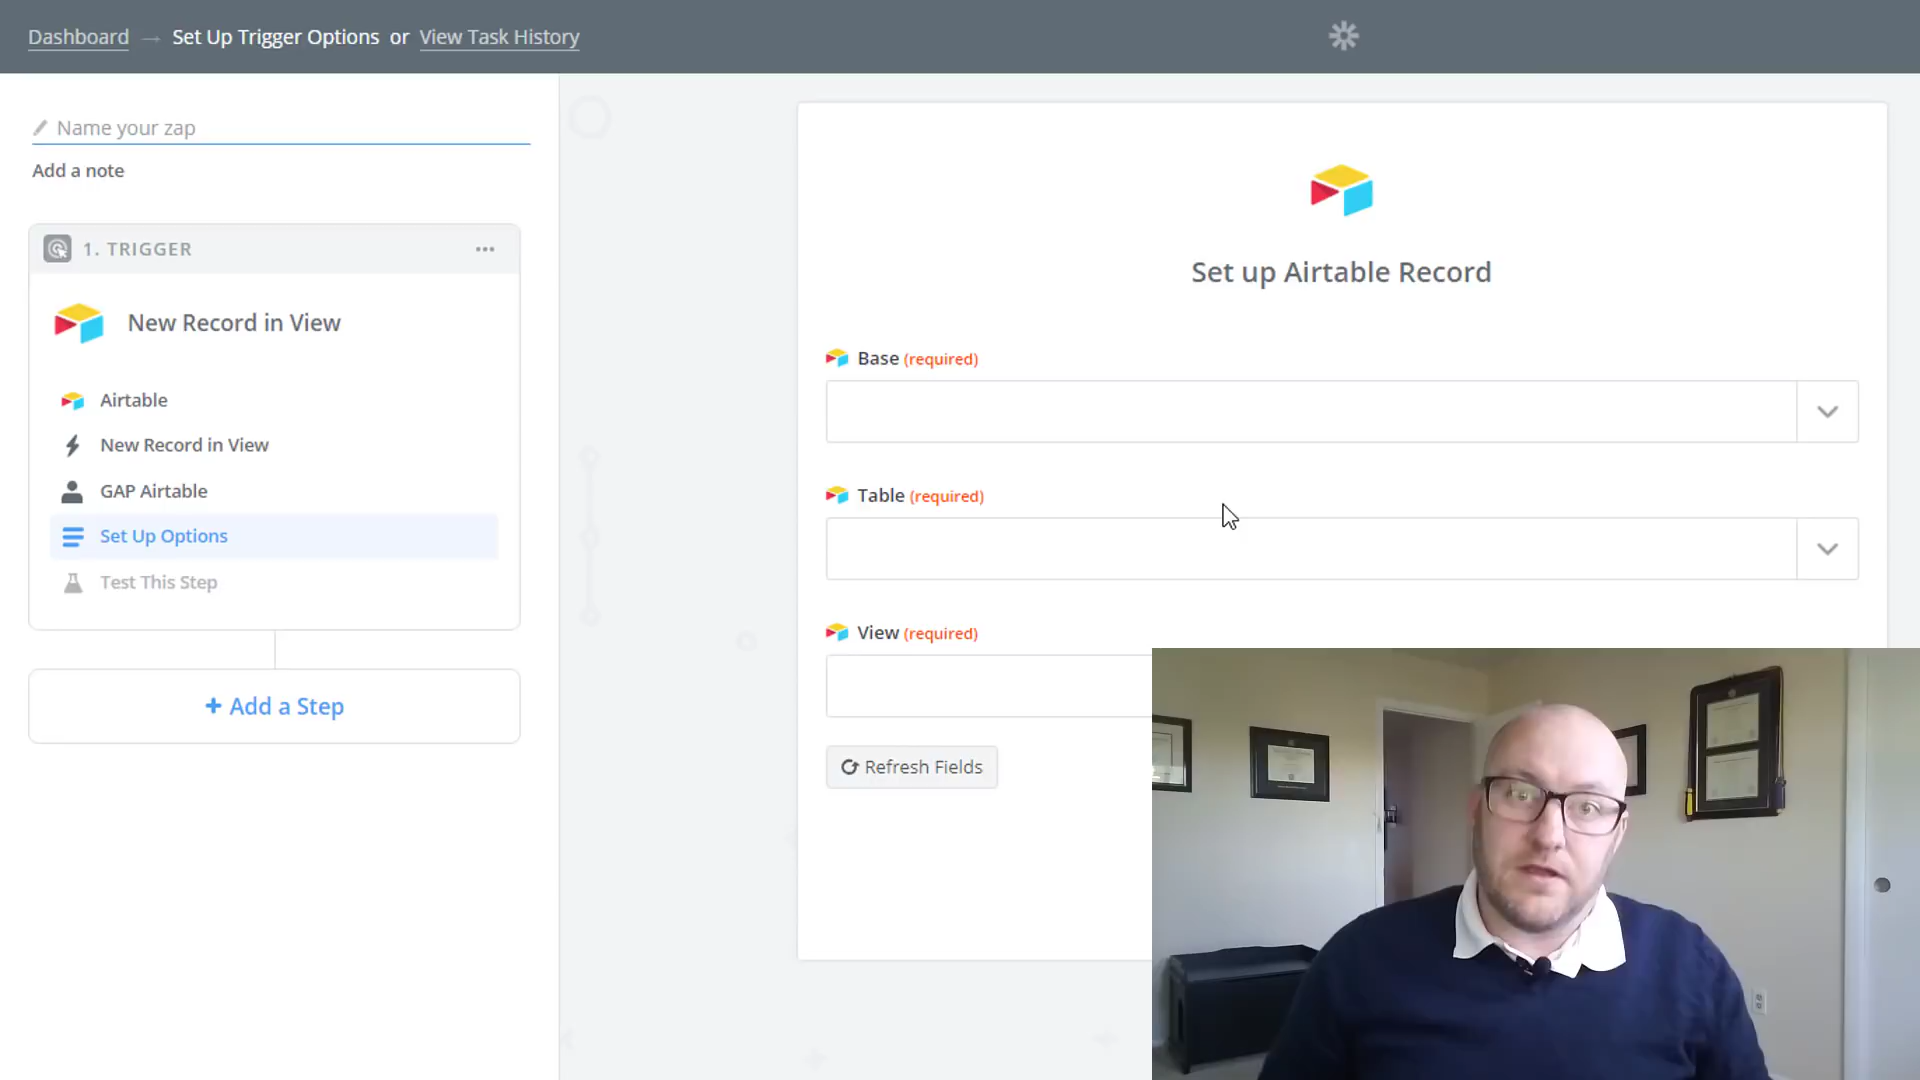 Dashboard → Set Up Trigger Options or View Task History
Name your zap
Add a note
1. TRIGGER
New Record in View
Airtable
New Record in View
GAP Airtable
Set Up Options
Test This Step
+ Add a Step
Set up Airtable Record
Base (required)
Table (required)
View (required)
Refresh Fields